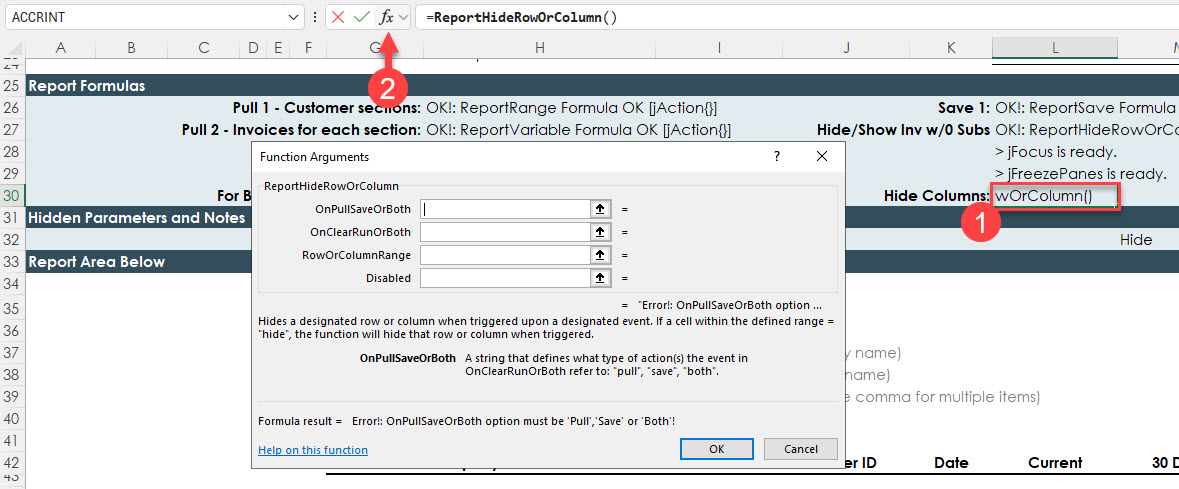 ACCRINT fx =ReportHideRowOrColumn()
A B C D E F G H I J K L M
24
2
25 Report Formulas
26 Pull 1 - Customer sections: OK!: ReportRange Formula OK [jAction{}] Save 1: OK!: ReportSave Formula
27 Pull 2 - Invoices for each section: OK!: ReportVariable Formula OK [jAction{}] Hide/Show Inv w/0 Subs OK!: ReportHideRowOrCo
28 > jFocus is ready.
29 > jFreezePanes is ready.
30 For B Hide Columns: wOrColumn()
1
31 Hidden Parameters and Notes
32 Hide
33 Report Area Below
34
35
36
37 y name)
38 name)
39 e comma for multiple items)
40
41
42 er ID Date Current 30 D
43
Function Arguments ?
ReportHideRowOrColumn
OnPullSaveOrBoth =
OnClearRunOrBoth =
RowOrColumnRange =
Disabled =
= "Error!: OnPullSaveOrBoth option ...
Hides a designated row or column when triggered upon a designated event. If a cell within the defined range =
"hide", the function will hide that row or column when triggered.
OnPullSaveOrBoth A string that defines what type of action(s) the event in
OnClearRunOrBoth refer to: "pull", "save", "both".
Formula result = Error!: OnPullSaveOrBoth option must be 'Pull','Save' or 'Both'!
Help on this function OK Cancel